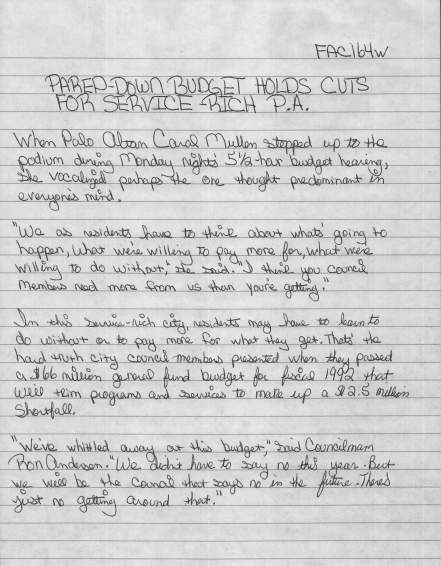 FAC164W
PARED-DOWN BUDGET HOLDS CUTS
FOR SERVICE-RICH P.A.
When Palo Altan Carol Mullen stepped up to the
podium during Monday night's 5 1/2-hour budget hearing,
she vocalized perhaps the one thought predominant in
everyone's mind.
"We as residents have to think about what's going to
happen, what we're willing to pay more for, what we're
willing to do without," she said. "I think you council
members need more from us than you're getting."
In this service-rich city, residents may have to learn to
do without or to pay more for what they get. That's the
hard truth city council members presented when they passed
a $66 million general fund budget for fiscal 1992 that
will trim programs and services to make up a $2.5 million
shortfall.
"We've whittled away at this budget," said Councilman
Ron Anderson. "We didn't have to say no this year. But
we will be the Council that says no in the future. There's
just no getting around that."